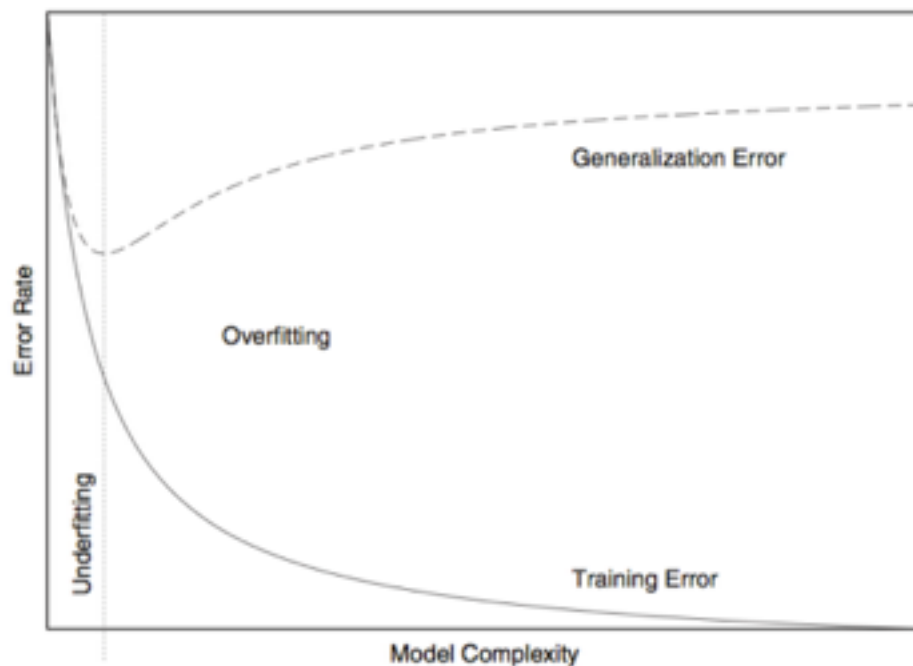 Generalization Error
Error Rate
Overfitting
Underfitting
Training Error
Model Complexity